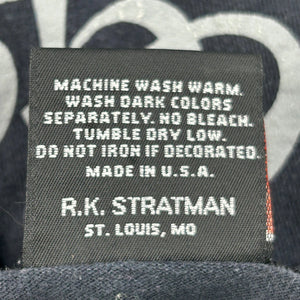 MACHINE WASH WARM.
WASH DARK COLORS
SEPARATELY. NO BLEACH.
TUMBLE DRY LOW.
DO NOT IRON IF DECORATED.
MADE IN U.S.A.
R.K. STRATMAN
ST. LOUIS, MO